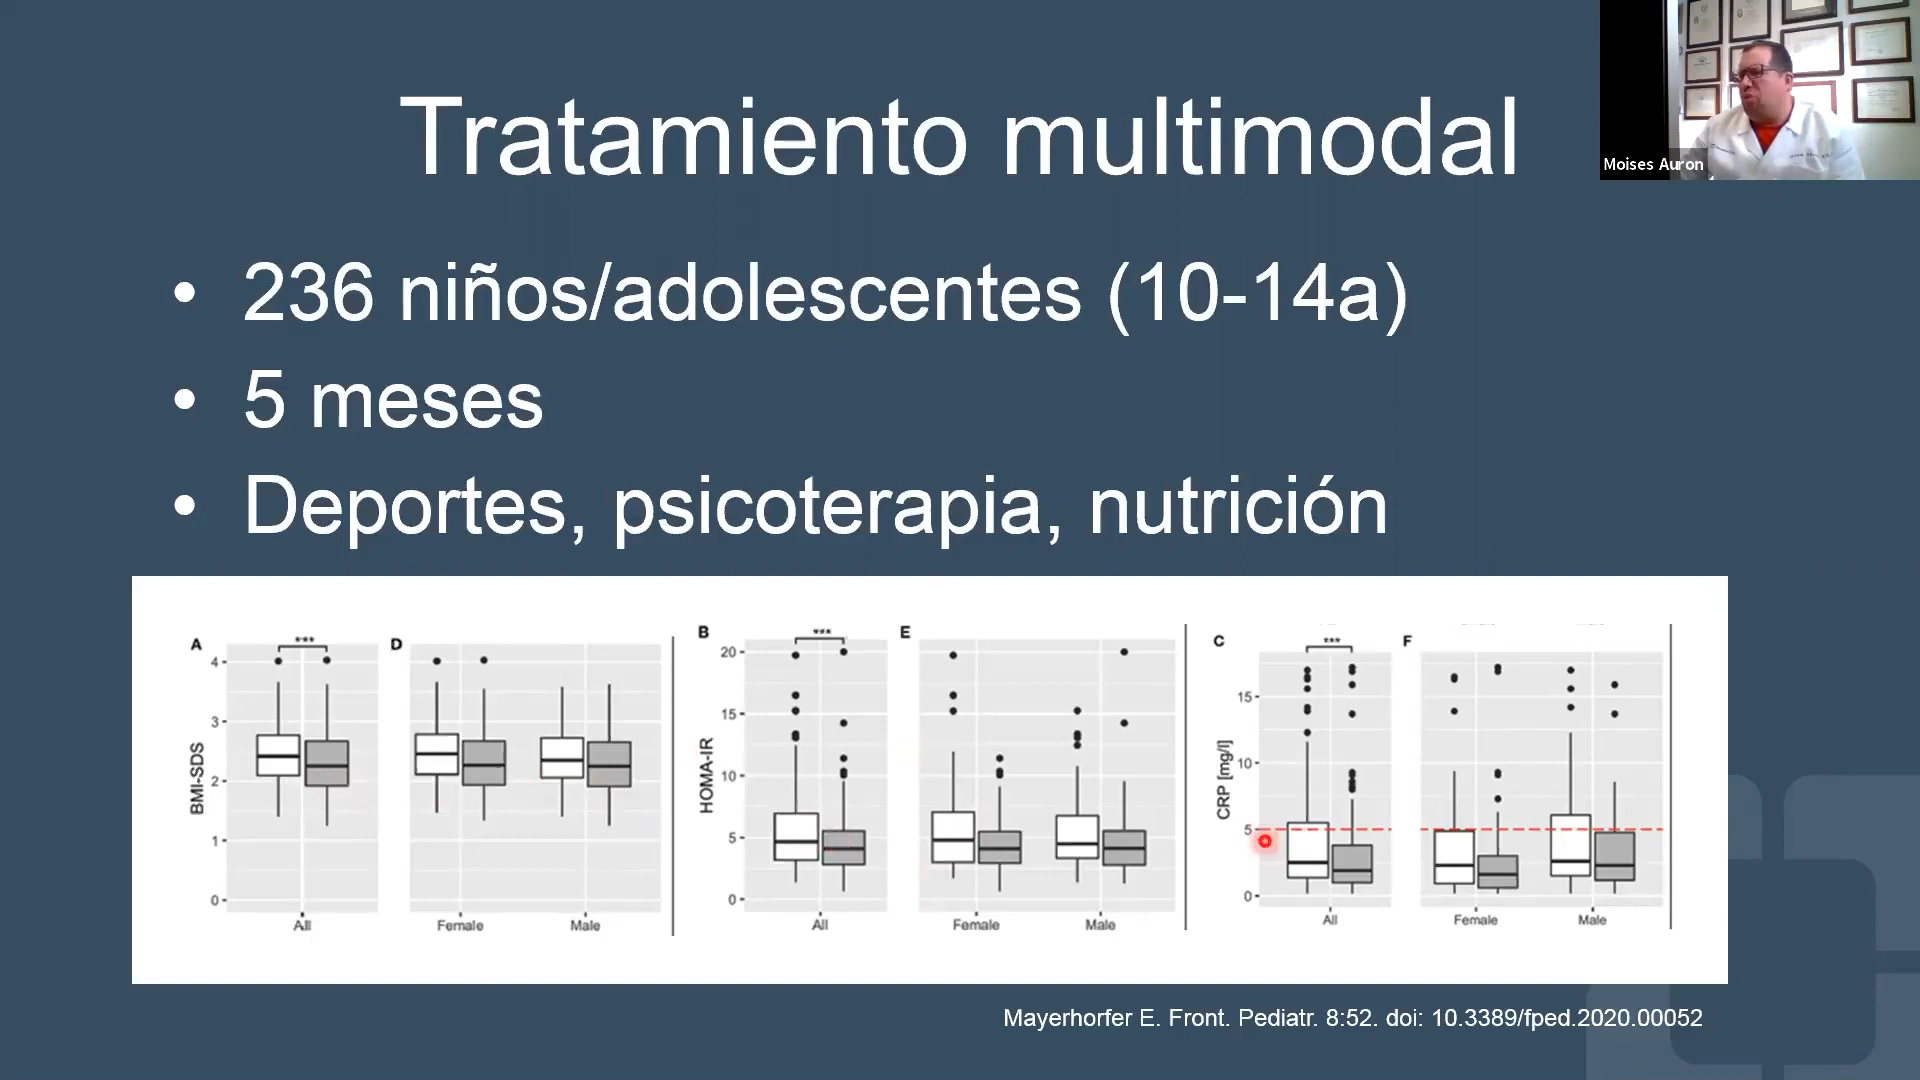 Tratamiento multimodal
Moises Auron
• 236 niños/adolescentes (10-14a)
• 5 meses
• Deportes, psicoterapia, nutrición
A
***
D
4
3
2
1
0
BMI-SDS
All
Female
Male
B
***
E
20
15
10
5
0
HOMA-IR
All
Female
Male
C
***
F
15
10
5
0
CRP [mg/l]
All
Female
Male
Mayerhorfer E. Front. Pediatr. 8:52. doi: 10.3389/fped.2020.00052